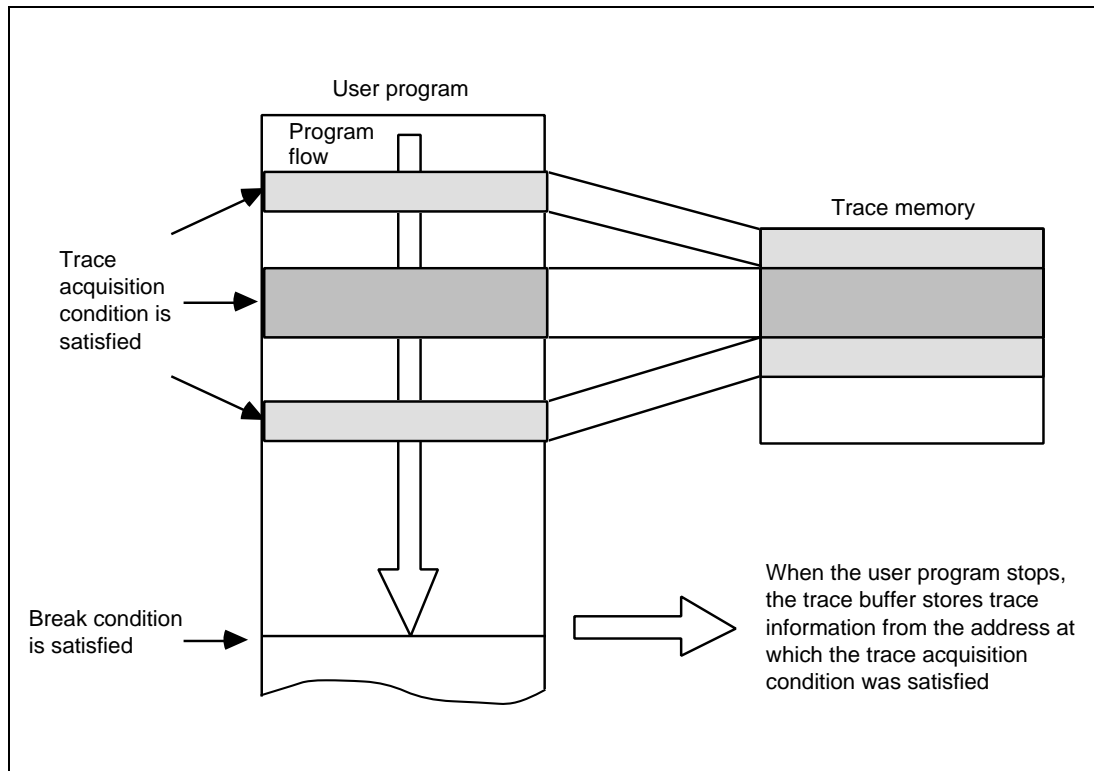 User program
Program
flow
Trace memory
Trace
acquisition
condition is
satisfied
Break condition
is satisfied
When the user program stops,
the trace buffer stores trace
information from the address at
which the trace acquisition
condition was satisfied